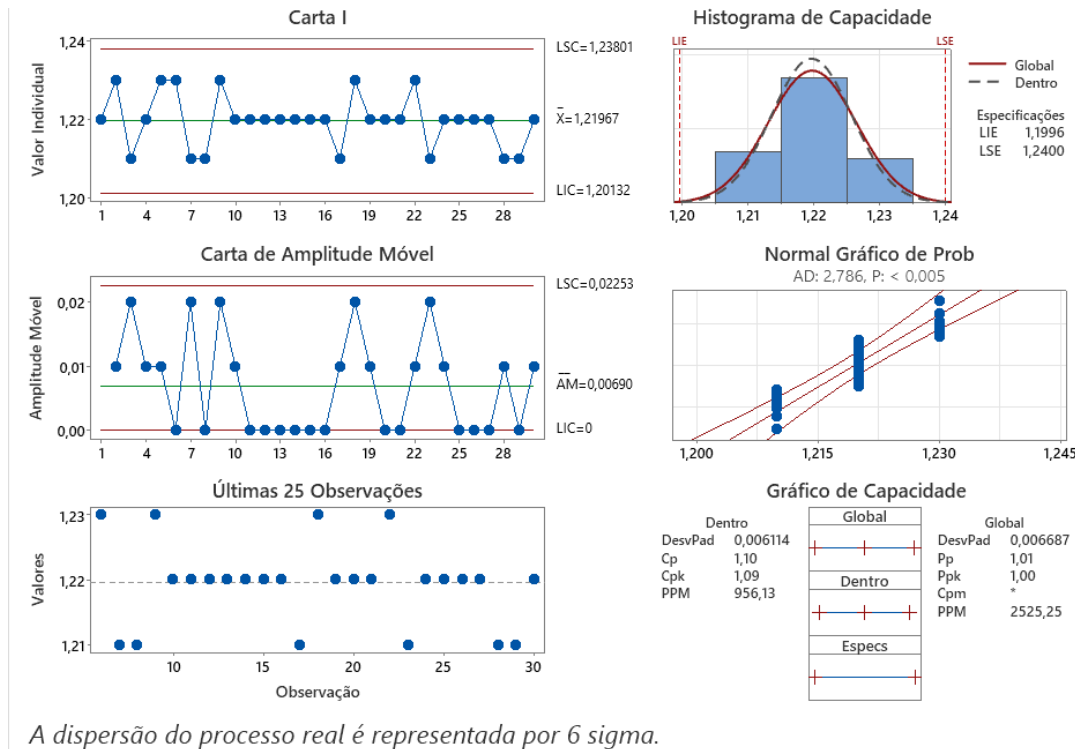 Carta I
1,24
1,22
1,20
Valor Individual
1 4 7 10 13 16 19 22 25 28
LSC=1,23801
X̄=1,21967
LIC=1,20132
Histograma de Capacidade
LIE LSE
1,20 1,21 1,22 1,23 1,24
Global
Dentro
Especificações
LIE 1,1996
LSE 1,2400
Carta de Amplitude Móvel
0,02
0,01
0,00
Amplitude Móvel
1 4 7 10 13 16 19 22 25 28
LSC=0,02253
A̅M̅=0,00690
LIC=0
Normal Gráfico de Prob
AD: 2,786, P: < 0,005
1,200 1,215 1,230 1,245
Últimas 25 Observações
1,23
1,22
1,21
Valores
10 15 20 25 30
Observação
Gráfico de Capacidade
Dentro
DesvPad 0,006114
Cp 1,10
Cpk 1,09
PPM 956,13
Global
Dentro
Especs
Global
DesvPad 0,006687
Pp 1,01
Ppk 1,00
Cpm *
PPM 2525,25
A dispersão do processo real é representada por 6 sigma.